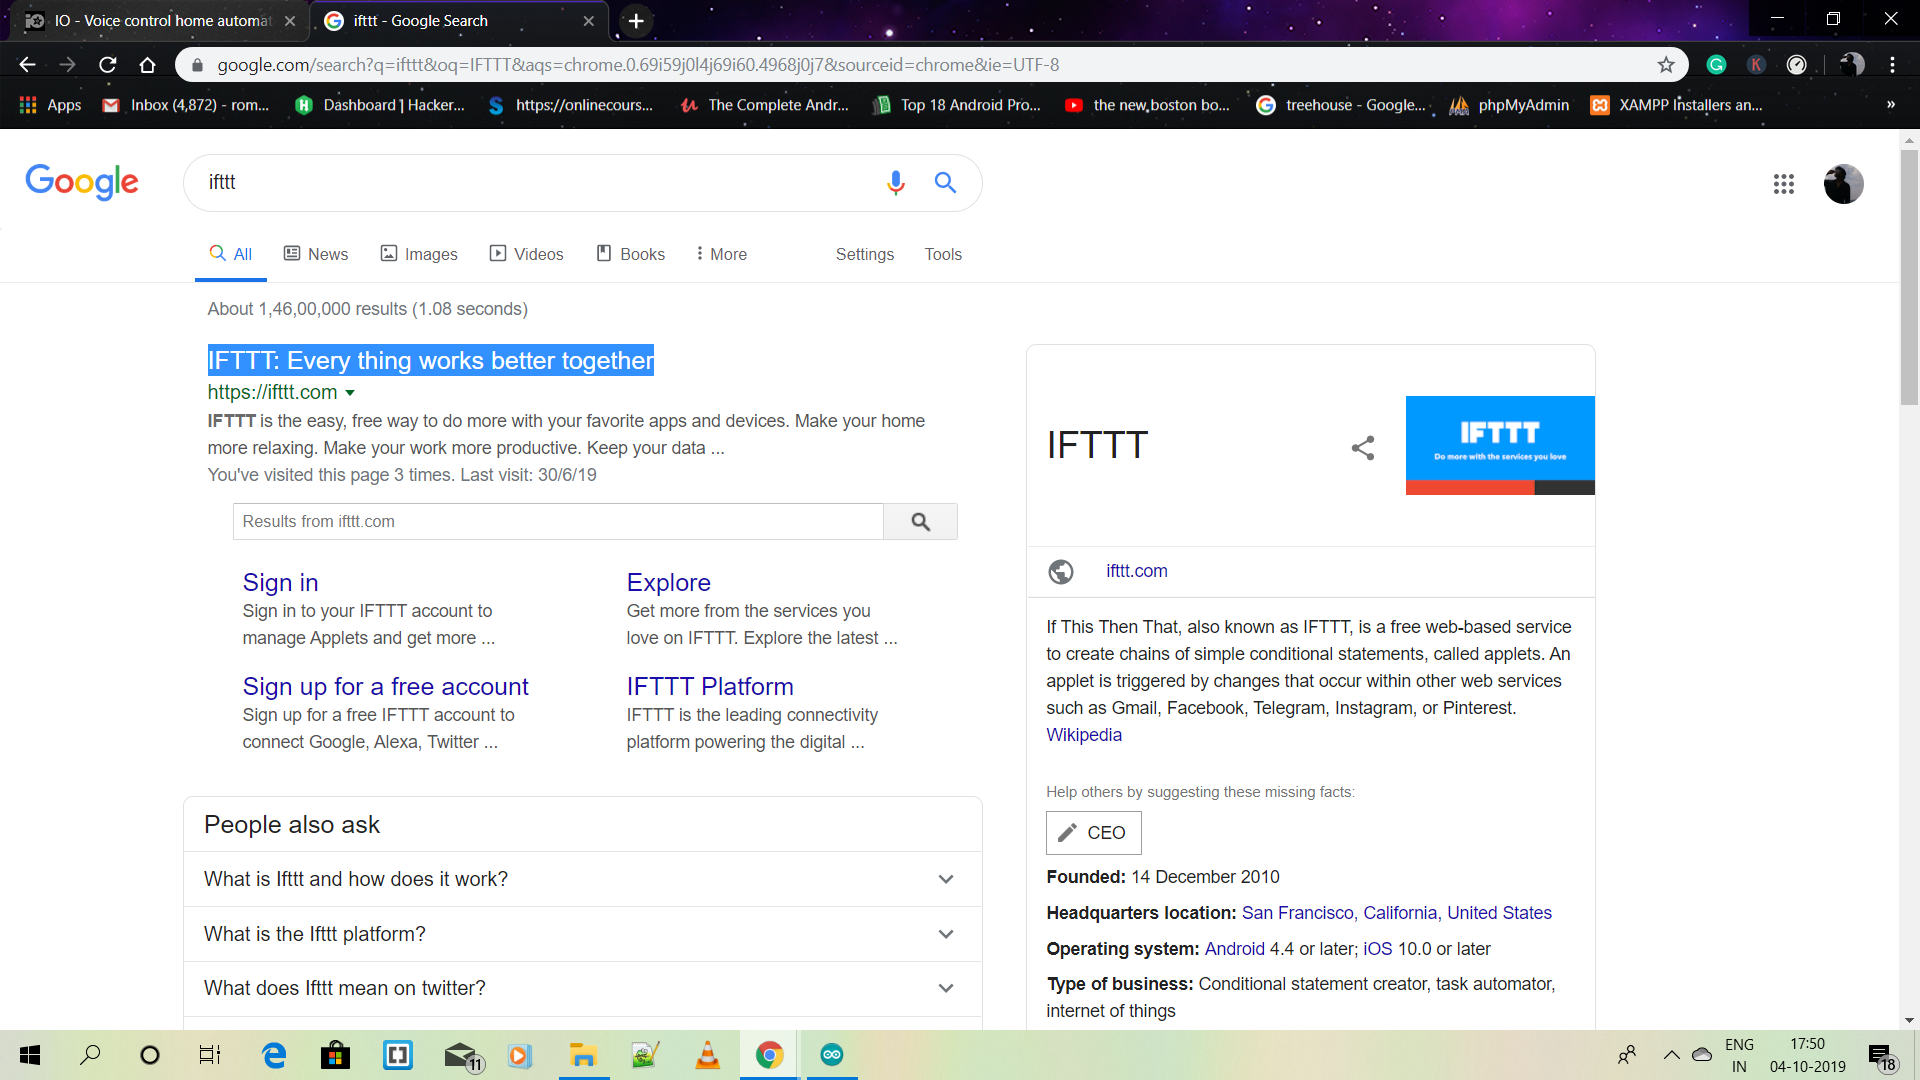 IO - Voice control home automat
ifttt - Google Search
google.com/search?q=ifttt&oq=IFTTT&aqs=chrome.0.69i59j0l4j69i60.4968j0j7&sourceid=chrome&ie=UTF-8
Apps
Inbox (4,872) - rom...
Dashboard | Hacker...
https://onlinecours...
The Complete Andr...
Top 18 Android Pro...
the new boston bo...
treehouse - Google...
phpMyAdmin
XAMPP Installers an...
»
Google
ifttt
All
News
Images
Videos
Books
More
Settings
Tools
About 1,46,00,000 results (1.08 seconds)
IFTTT: Every thing works better together
https://ifttt.com
IFTTT is the easy, free way to do more with your favorite apps and devices. Make your home
more relaxing. Make your work more productive. Keep your data ...
You've visited this page 3 times. Last visit: 30/6/19
Results from ifttt.com
Sign in
Sign in to your IFTTT account to
manage Applets and get more ...
Explore
Get more from the services you
love on IFTTT. Explore the latest ...
Sign up for a free account
Sign up for a free IFTTT account to
connect Google, Alexa, Twitter ...
IFTTT Platform
IFTTT is the leading connectivity
platform powering the digital ...
People also ask
What is Ifttt and how does it work?
What is the Ifttt platform?
What does Ifttt mean on twitter?
IFTTT
IFTTT
Do more with the services you love
ifttt.com
If This Then That, also known as IFTTT, is a free web-based service
to create chains of simple conditional statements, called applets. An
applet is triggered by changes that occur within other web services
such as Gmail, Facebook, Telegram, Instagram, or Pinterest.
Wikipedia
Help others by suggesting these missing facts:
CEO
Founded: 14 December 2010
Headquarters location: San Francisco, California, United States
Operating system: Android 4.4 or later; iOS 10.0 or later
Type of business: Conditional statement creator, task automator,
internet of things
11
ENG
IN
17:50
04-10-2019
18